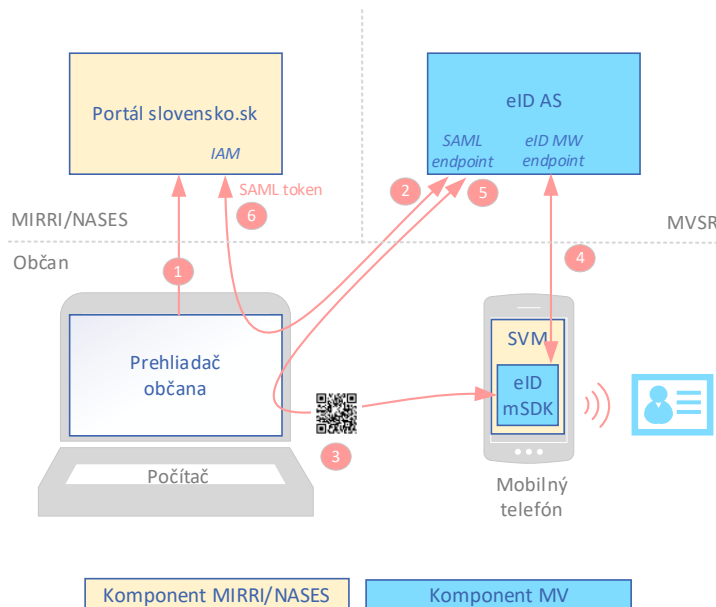 Portál slovensko.sk
IAM
eID AS
SAML
endpoint
eID MW
endpoint
SAML token
2
5
6
MIRRI/NASES
MVSR
Občan
1
4
Prehliadač
občana
SVM
eID
mSDK
3
Počítač
Mobilný
telefón
Komponent MIRRI/NASES
Komponent MV